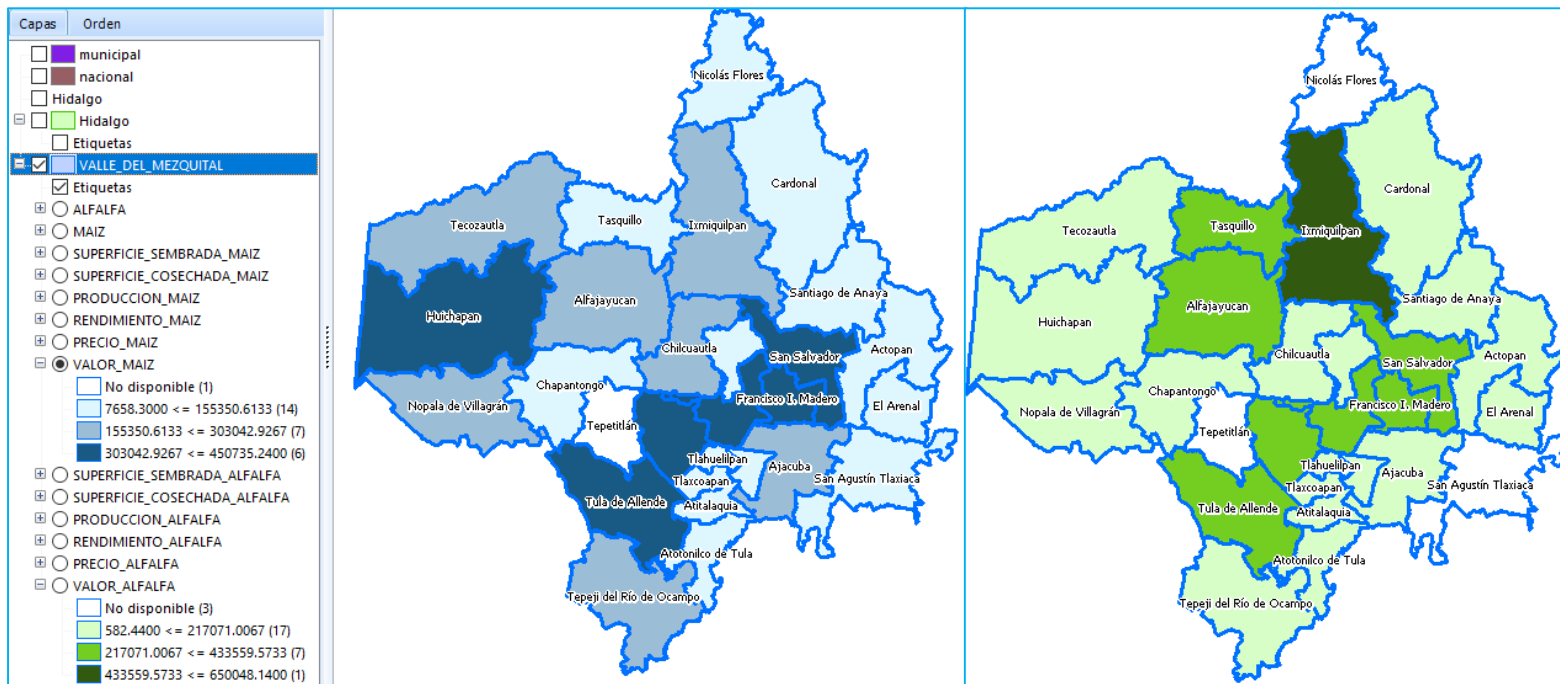 Capas Orden
municipal
nacional
Hidalgo
Hidalgo
Etiquetas
VALLE_DEL_MEZQUITAL
Etiquetas
ALFALFA
MAIZ
SUPERFICIE_SEMBRADA_MAIZ
SUPERFICIE_COSECHADA_MAIZ
PRODUCCION_MAIZ
RENDIMIENTO_MAIZ
PRECIO_MAIZ
VALOR_MAIZ
No disponible (1)
7658.3000 <= 155350.6133 (14)
155350.6133 <= 303042.9267 (7)
303042.9267 <= 450735.2400 (6)
SUPERFICIE_SEMBRADA_ALFALFA
SUPERFICIE_COSECHADA_ALFALFA
PRODUCCION_ALFALFA
RENDIMIENTO_ALFALFA
PRECIO_ALFALFA
VALOR_ALFALFA
No disponible (3)
582.4400 <= 217071.0067 (17)
217071.0067 <= 433559.5733 (7)
433559.5733 <= 650048.1400 (1)
Nicolás Flores
Cardonal
Tecozautla
Tasquillo
Ixmiquilpan
Santiago de Anaya
Alfajayucan
Huichapan
Chilcuautla
San Salvador
Actopan
Chapantongo
Nopala de Villagrán
Francisco I. Madero
El Arenal
Tepetitlán
Tlahuelilpan
Ajacuba
Tlaxcoapan
San Agustín Tlaxiaca
Tula de Allende
Atitalaquia
Atotonilco de Tula
Tepeji del Río de Ocampo
Nicolás Flores
Cardonal
Tecozautla
Tasquillo
Ixmiquilpan
Santiago de Anaya
Alfajayucan
Huichapan
Chilcuautla
San Salvador
Actopan
Chapantongo
Nopala de Villagrán
Francisco I. Madero
El Arenal
Tepetitlán
Tlahuelilpan
Ajacuba
Tlaxcoapan
San Agustín Tlaxiaca
Tula de Allende
Atitalaquia
Atotonilco de Tula
Tepeji del Río de Ocampo